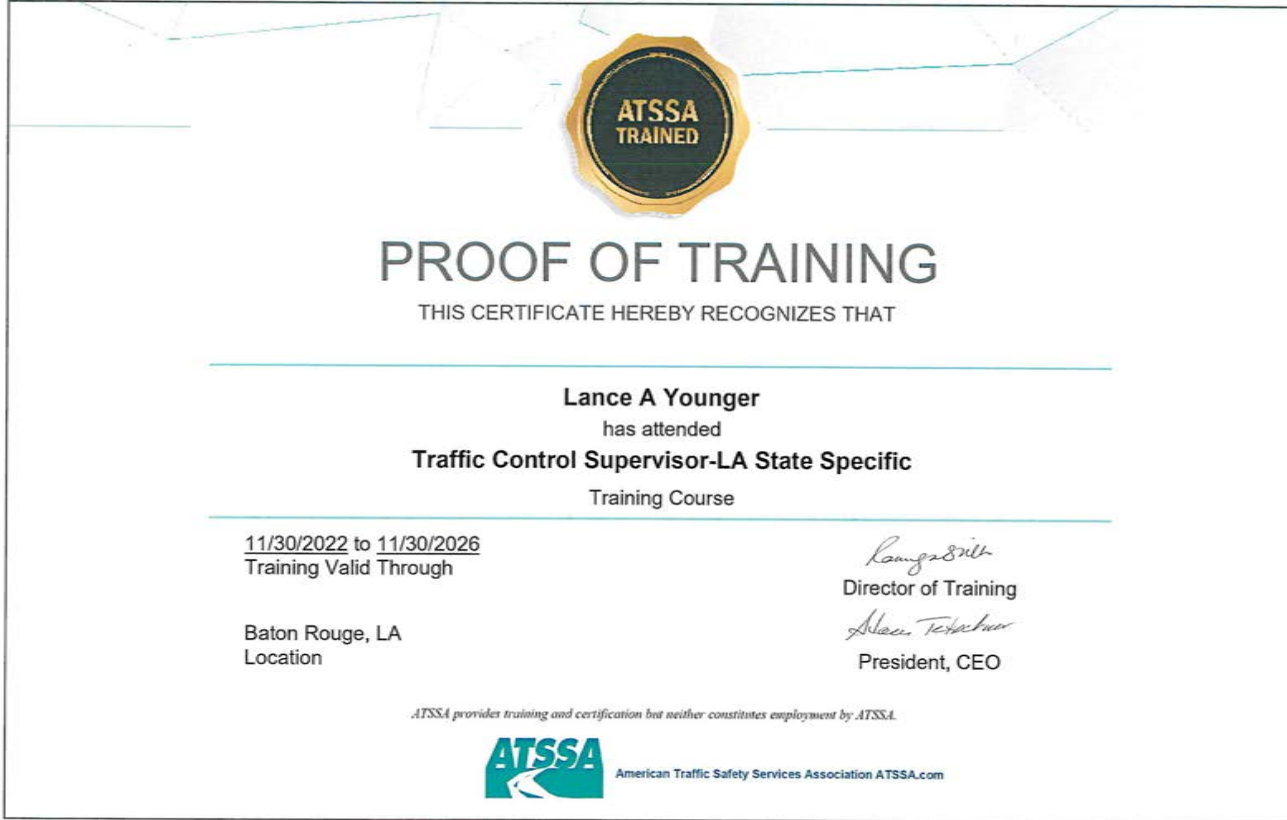 ATSSA
TRAINED
PROOF OF TRAINING
THIS CERTIFICATE HEREBY RECOGNIZES THAT
Lance A Younger
has attended
Traffic Control Supervisor-LA State Specific
Training Course
11/30/2022 to 11/30/2026
Training Valid Through
Director of Training
Baton Rouge, LA
Location
President, CEO
ATSSA provides training and certification but neither constitutes employment by ATSSA.
ATSSA
American Traffic Safety Services Association ATSSA.com